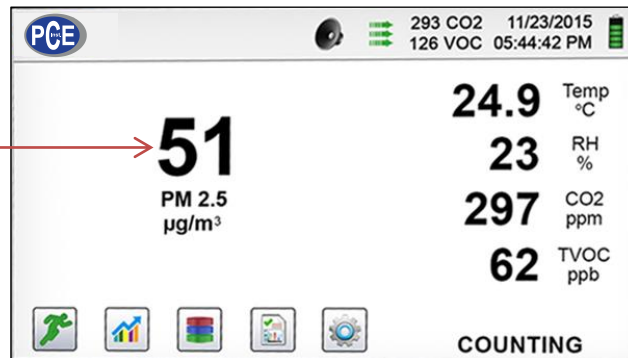 PCE
293 CO2 11/23/2015
126 VOC 05:44:42 PM
51
PM 2.5
µg/m³
24.9 Temp °C
23 RH %
297 CO2 ppm
62 TVOC ppb
COUNTING